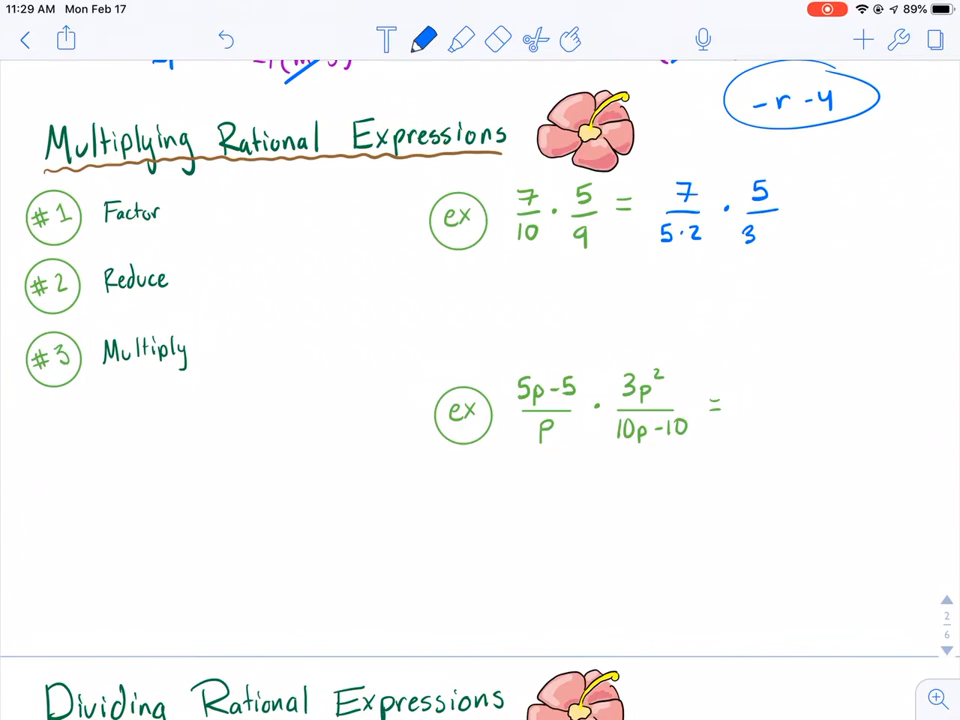 11:29 AM Mon Feb 17
89%
T
-r -4
Multiplying Rational Expressions
#1 Factor
ex 7/10 · 5/9 = 7/5·2 · 5/3
#2 Reduce
#3 Multiply
ex 5p-5/p · 3p²/10p-10 =
2
6
Dividing Rational Expressions